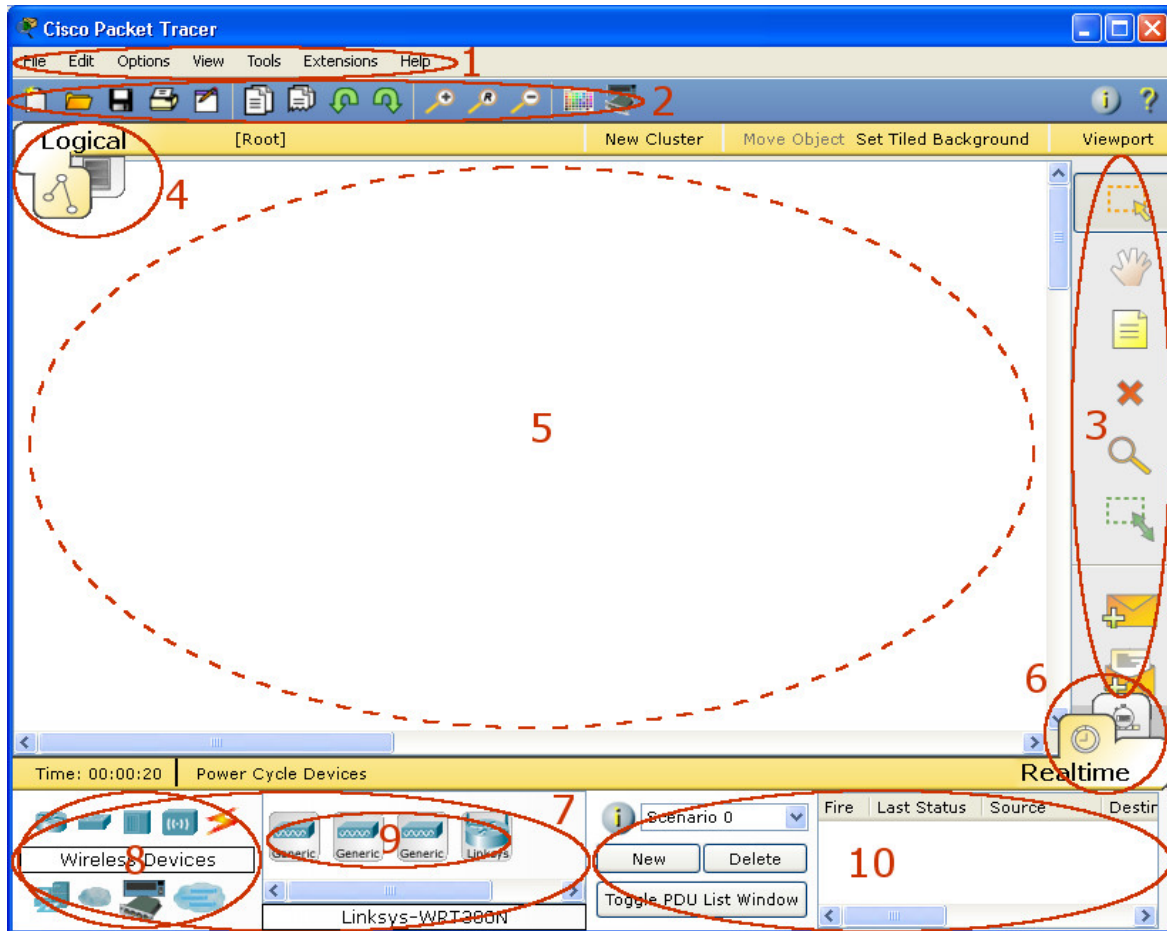 Cisco Packet Tracer
File Edit Options View Tools Extensions Help 1
R 2 i ?
Logical [Root] New Cluster Move Object Set Tiled Background Viewport
4
5
3
6
Time: 00:00:20 Power Cycle Devices Realtime
7
i Scenario 0 Fire Last Status Source Destin
Generic Generic Generic Linksys
9
Wireless Devices
8
New Delete
10
Toggle PDU List Window
Linksys-WRT300N